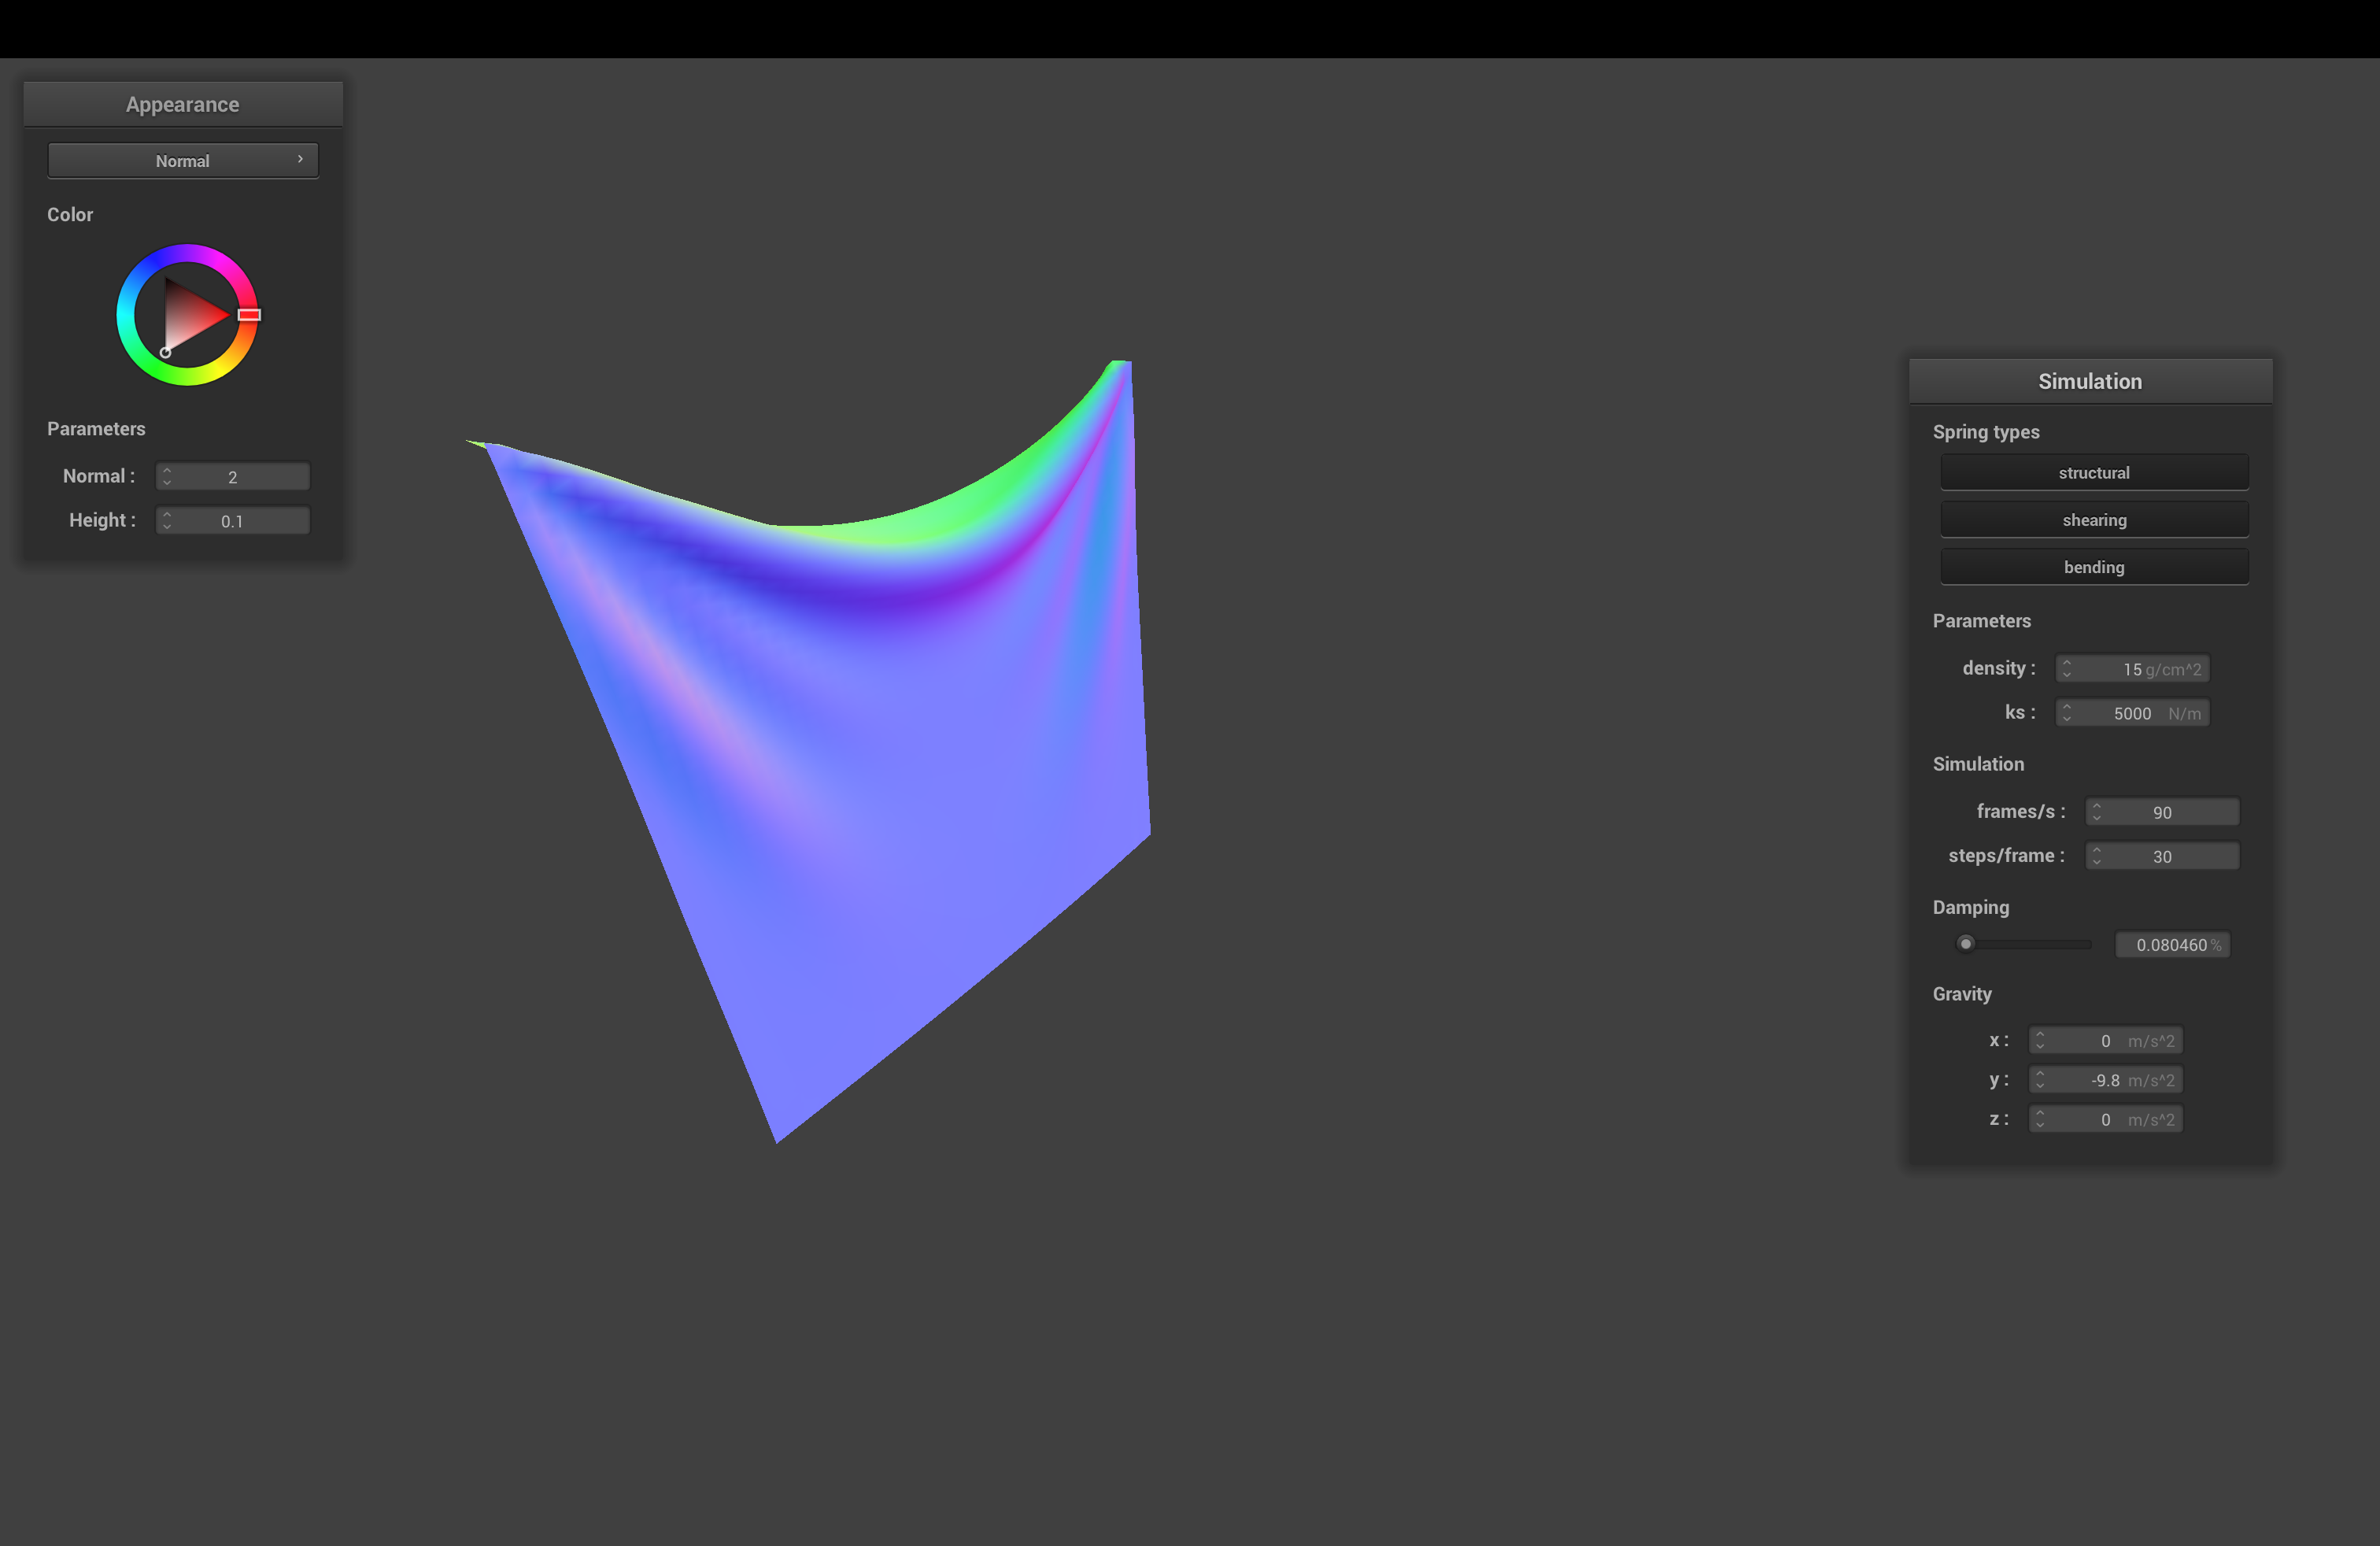 Appearance
Normal
Color
Parameters
Normal : 2
Height : 0.1
Simulation
Spring types
structural
shearing
bending
Parameters
density : 15 g/cm^2
ks : 5000 N/m
Simulation
frames/s : 90
steps/frame : 30
Damping
0.080460 %
Gravity
x : 0 m/s^2
y : -9.8 m/s^2
z : 0 m/s^2